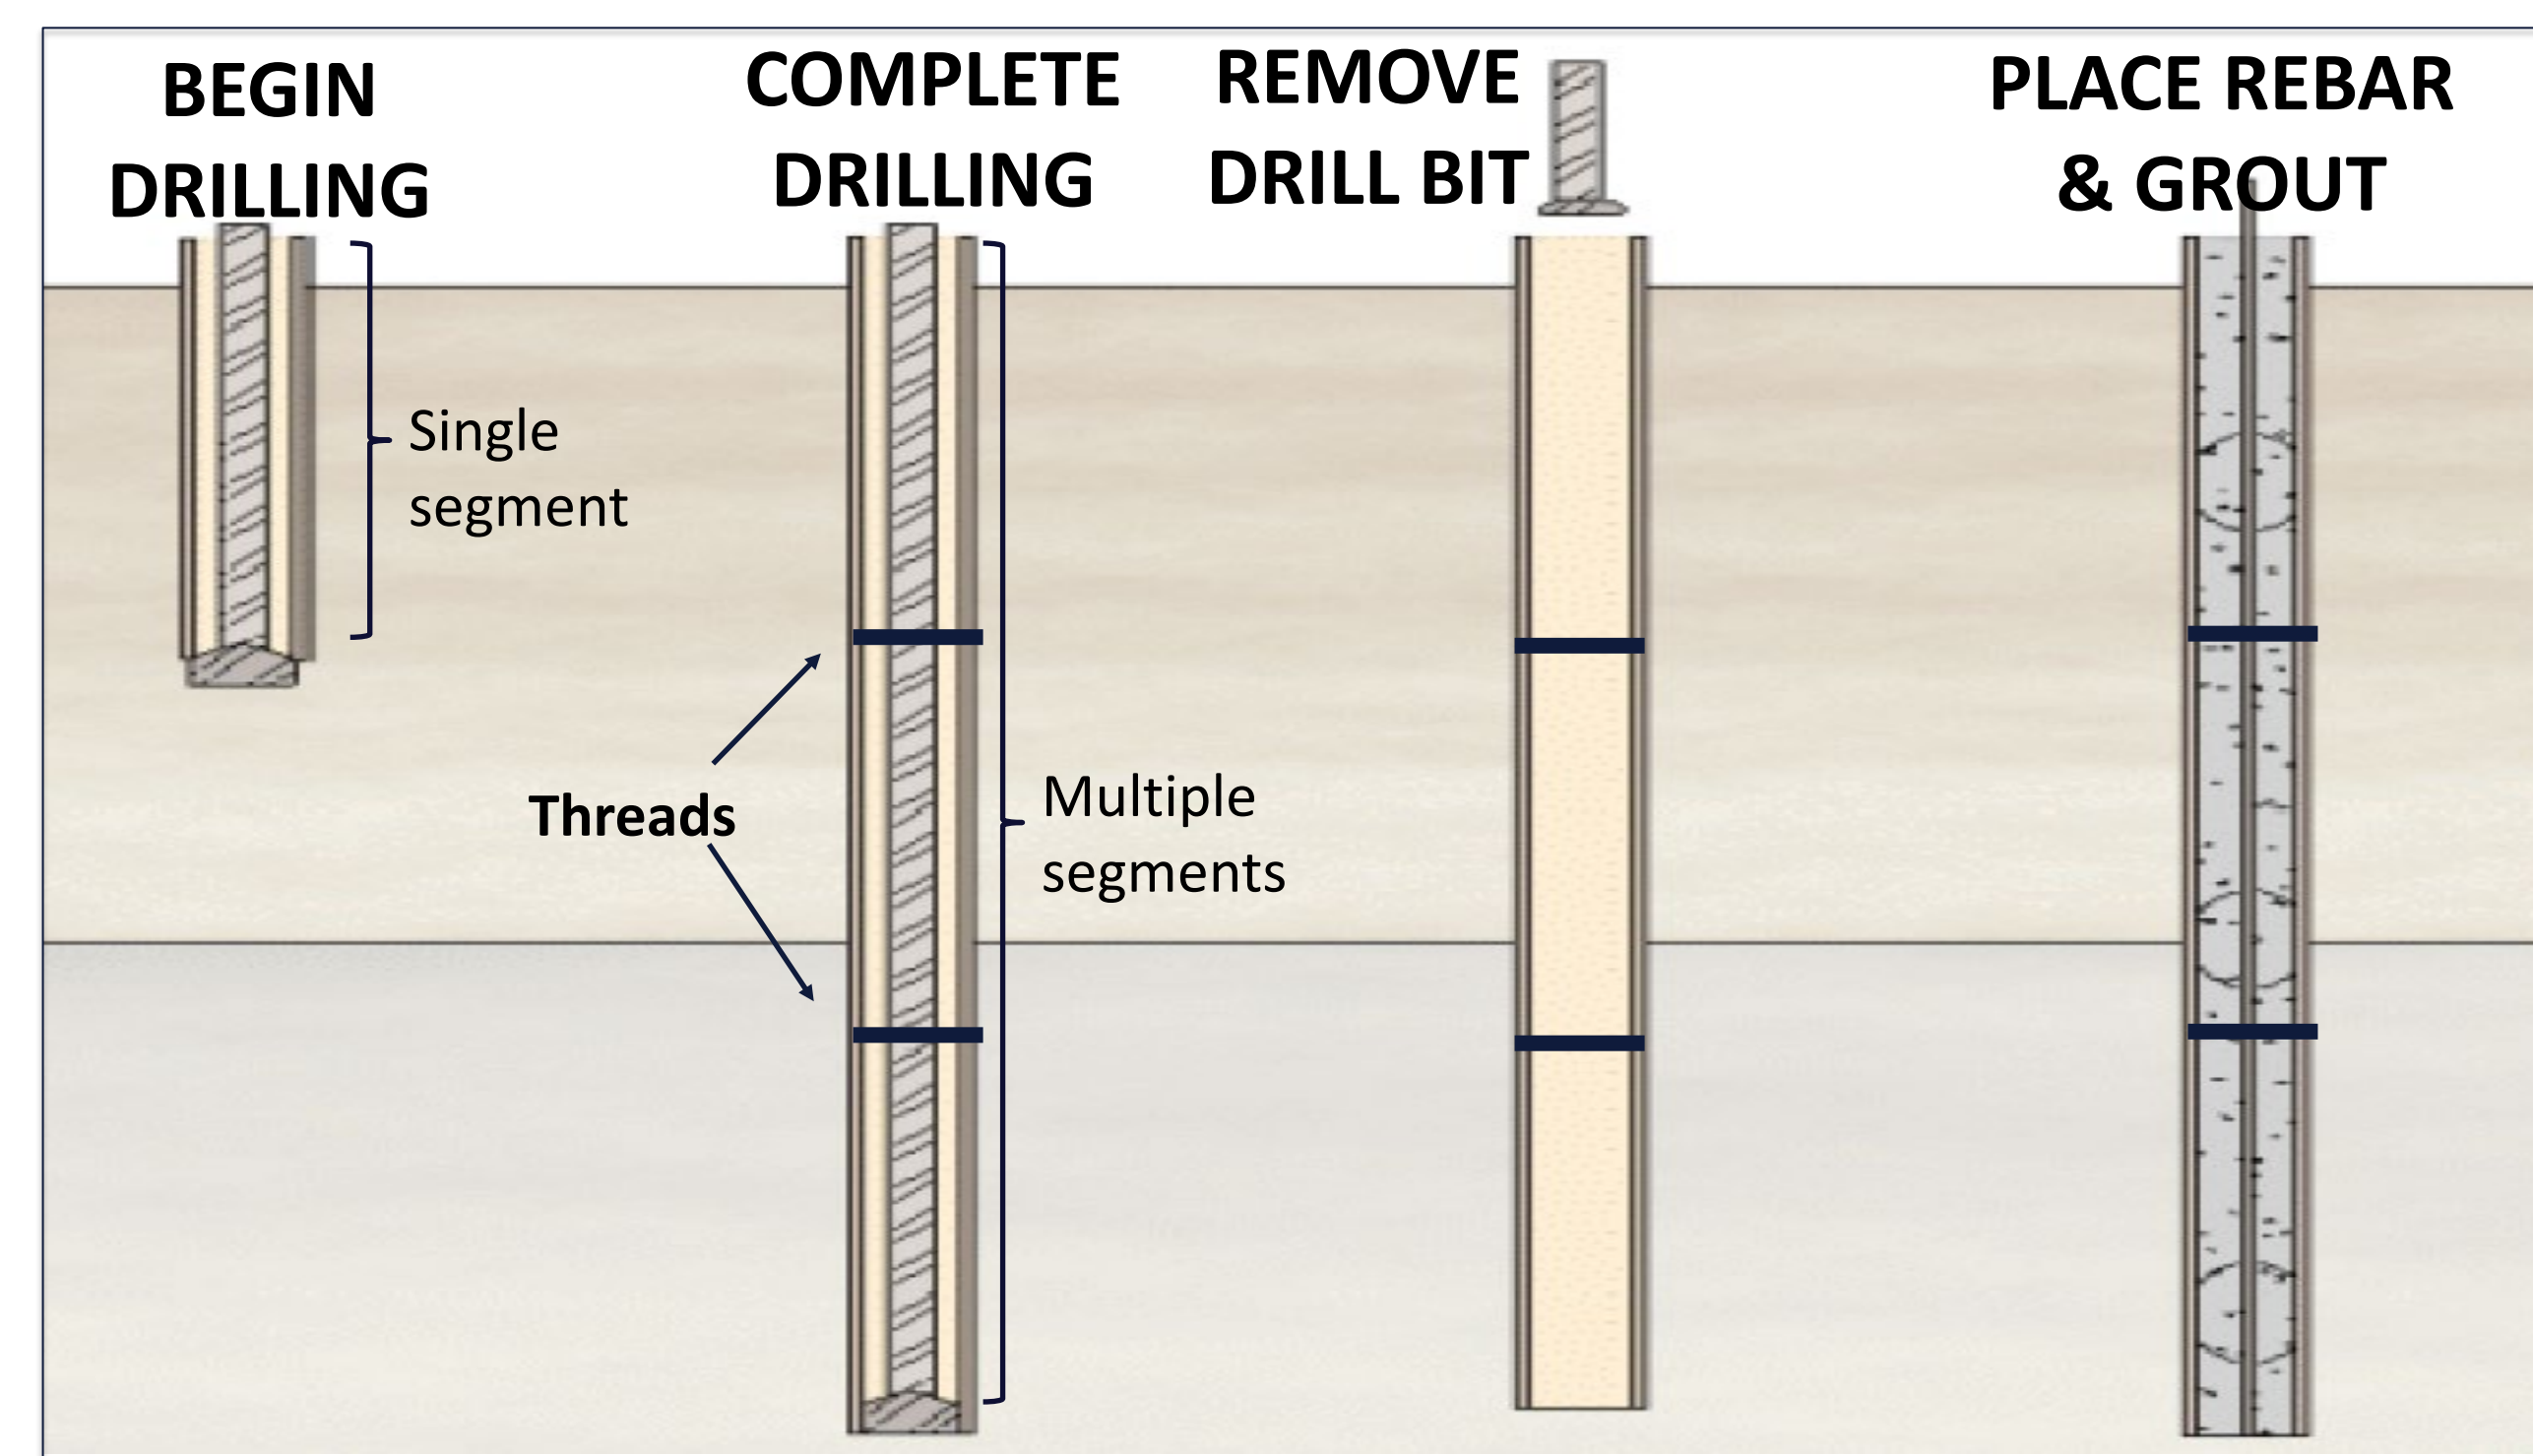 BEGIN
DRILLING
COMPLETE
DRILLING
REMOVE
DRILL BIT
PLACE REBAR
& GROUT
Single
segment
Threads
Multiple
segments